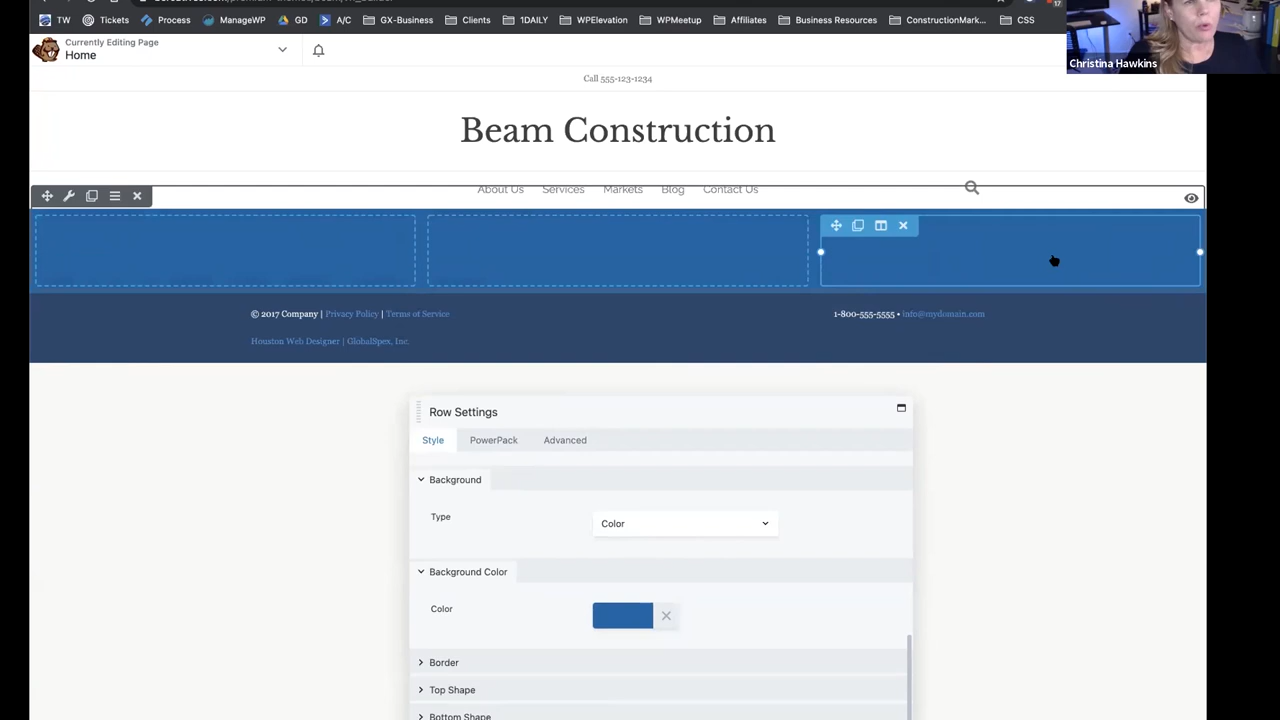 TW Tickets Process ManageWP GD A/C GX-Business Clients 1DAILY WPElevation WPMeetup Affiliates Business Resources ConstructionMark... CSS
17
Christina Hawkins
Currently Editing Page
Home
Call 555-123-1234
Beam Construction
About Us Services Markets Blog Contact Us
© 2017 Company | Privacy Policy | Terms of Service
1-800-555-5555 • info@mydomain.com
Houston Web Designer | GlobalSpex, Inc.
Row Settings
Style PowerPack Advanced
Background
Type Color
Background Color
Color
Border
Top Shape
Bottom Shape